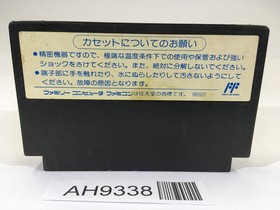 カセットについてのお願い
●精密機器ですので、極端な温度条件下での使用や保管および強い
ショックをさけてください。また、絶対に分解しないでください。
●端子部に手を触れたり、水にぬらしたりして汚さないようにして
ください。故障の原因となります。
ファミリーコンピュータ ファミコンは任天堂の商標です。
AH9338